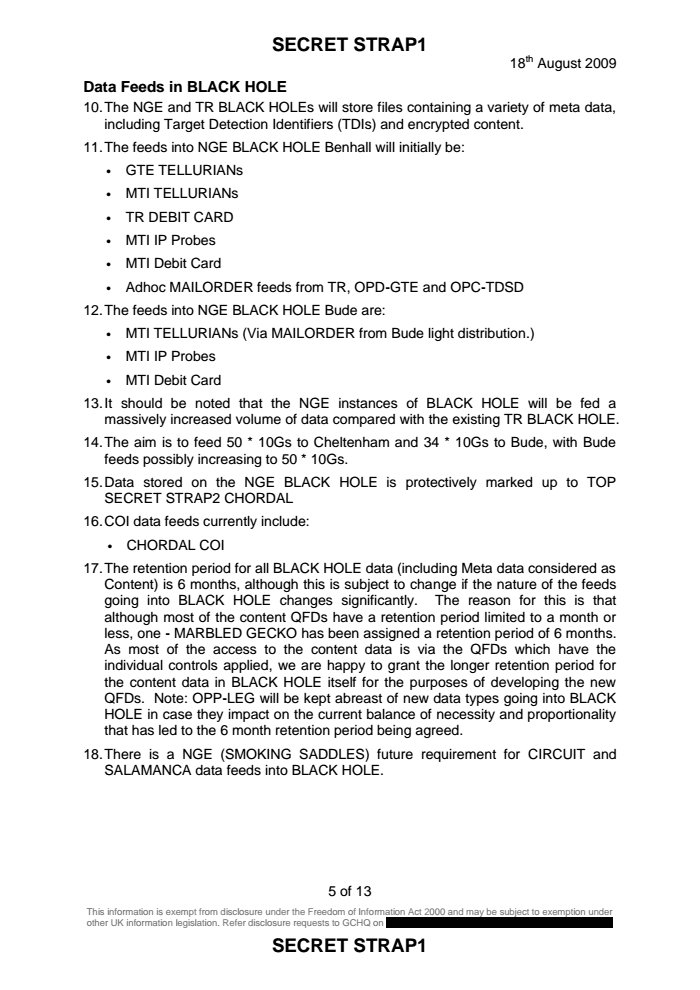 SECRET STRAP1
18th August 2009
Data Feeds in BLACK HOLE
10. The NGE and TR BLACK HOLEs will store files containing a variety of meta data,
including Target Detection Identifiers (TDIs) and encrypted content.
11. The feeds into NGE BLACK HOLE Benhall will initially be:
• GTE TELLURIANs
• MTI TELLURIANs
• TR DEBIT CARD
• MTI IP Probes
• MTI Debit Card
• Adhoc MAILORDER feeds from TR, OPD-GTE and OPC-TDSD
12. The feeds into NGE BLACK HOLE Bude are:
• MTI TELLURIANs (Via MAILORDER from Bude light distribution.)
• MTI IP Probes
• MTI Debit Card
13. It should be noted that the NGE instances of BLACK HOLE will be fed a
massively increased volume of data compared with the existing TR BLACK HOLE.
14. The aim is to feed 50 * 10Gs to Cheltenham and 34 * 10Gs to Bude, with Bude
feeds possibly increasing to 50 * 10Gs.
15. Data stored on the NGE BLACK HOLE is protectively marked up to TOP
SECRET STRAP2 CHORDAL
16. COI data feeds currently include:
• CHORDAL COI
17. The retention period for all BLACK HOLE data (including Meta data considered as
Content) is 6 months, although this is subject to change if the nature of the feeds
going into BLACK HOLE changes significantly. The reason for this is that
although most of the content QFDs have a retention period limited to a month or
less, one - MARBLED GECKO has been assigned a retention period of 6 months.
As most of the access to the content data is via the QFDs which have the
individual controls applied, we are happy to grant the longer retention period for
the content data in BLACK HOLE itself for the purposes of developing the new
QFDs. Note: OPP-LEG will be kept abreast of new data types going into BLACK
HOLE in case they impact on the current balance of necessity and proportionality
that has led to the 6 month retention period being agreed.
18. There is a NGE (SMOKING SADDLES) future requirement for CIRCUIT and
SALAMANCA data feeds into BLACK HOLE.
5 of 13
This information is exempt from disclosure under the Freedom of Information Act 2000 and may be subject to exemption under
other UK information legislation. Refer disclosure requests to GCHQ on
SECRET STRAP1